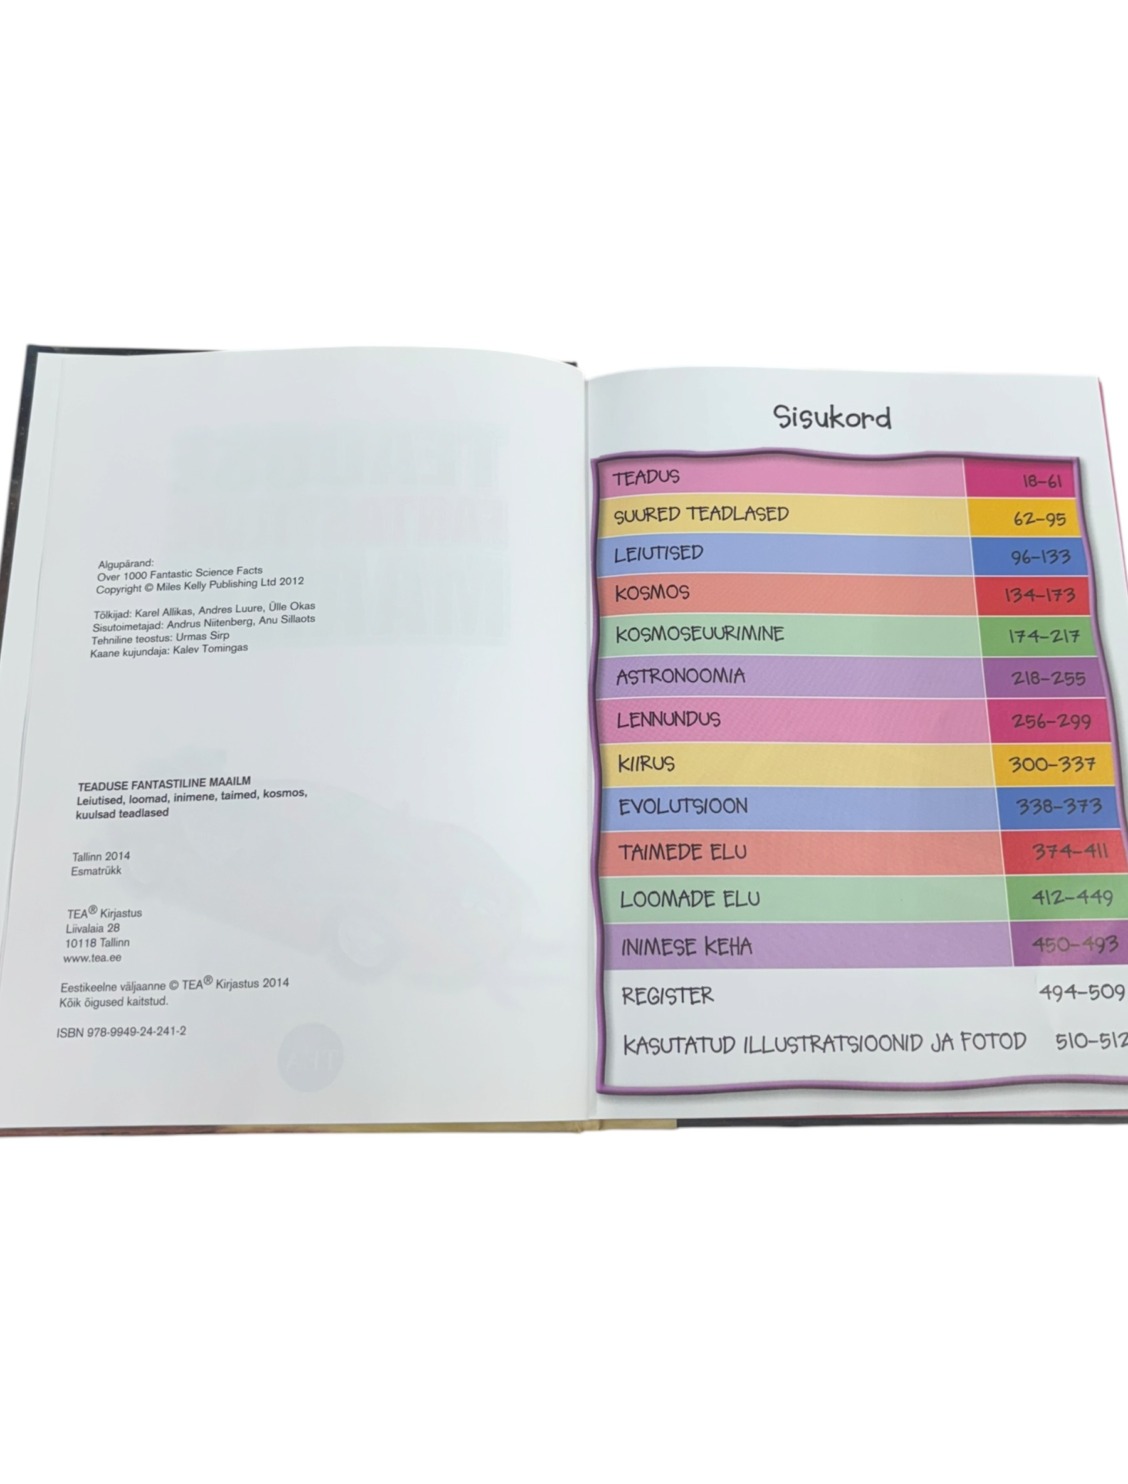 Algupärand:
Over 1000 Fantastic Science Facts
Copyright © Miles Kelly Publishing Ltd 2012
Tõlkijad: Karel Allikas, Andres Luure, Ülle Okas
Sisutoimetajad: Andrus Niitenberg, Anu Sillaots
Tehniline teostus: Urmas Sirp
Kaane kujundaja: Kalev Tomingas
TEADUSE FANTASTILINE MAAILM
Leiutised, loomad, inimene, taimed, kosmos,
kuulsad teadlased
Tallinn 2014
Esmatrükk
TEA® Kirjastus
Liivalaia 28
10118 Tallinn
www.tea.ee
Eestikeelne väljaanne © TEA® Kirjastus 2014
Kõik õigused kaitstud.
ISBN 978-9949-24-241-2
Sisukord
TEADUS 18–61
SUURED TEADLASED 62–95
LEIUTISED 96–133
KOSMOS 134–173
KOSMOSEUURIMINE 174–217
ASTRONOOMIA 218–255
LENNUNDUS 256–299
KIIRUS 300–337
EVOLUTSIOON 338–373
TAIMEDE ELU 374–411
LOOMADE ELU 412–449
INIMESE KEHA 450–493
REGISTER 494–509
KASUTATUD ILLUSTRATSIOONID JA FOTOD 510–512